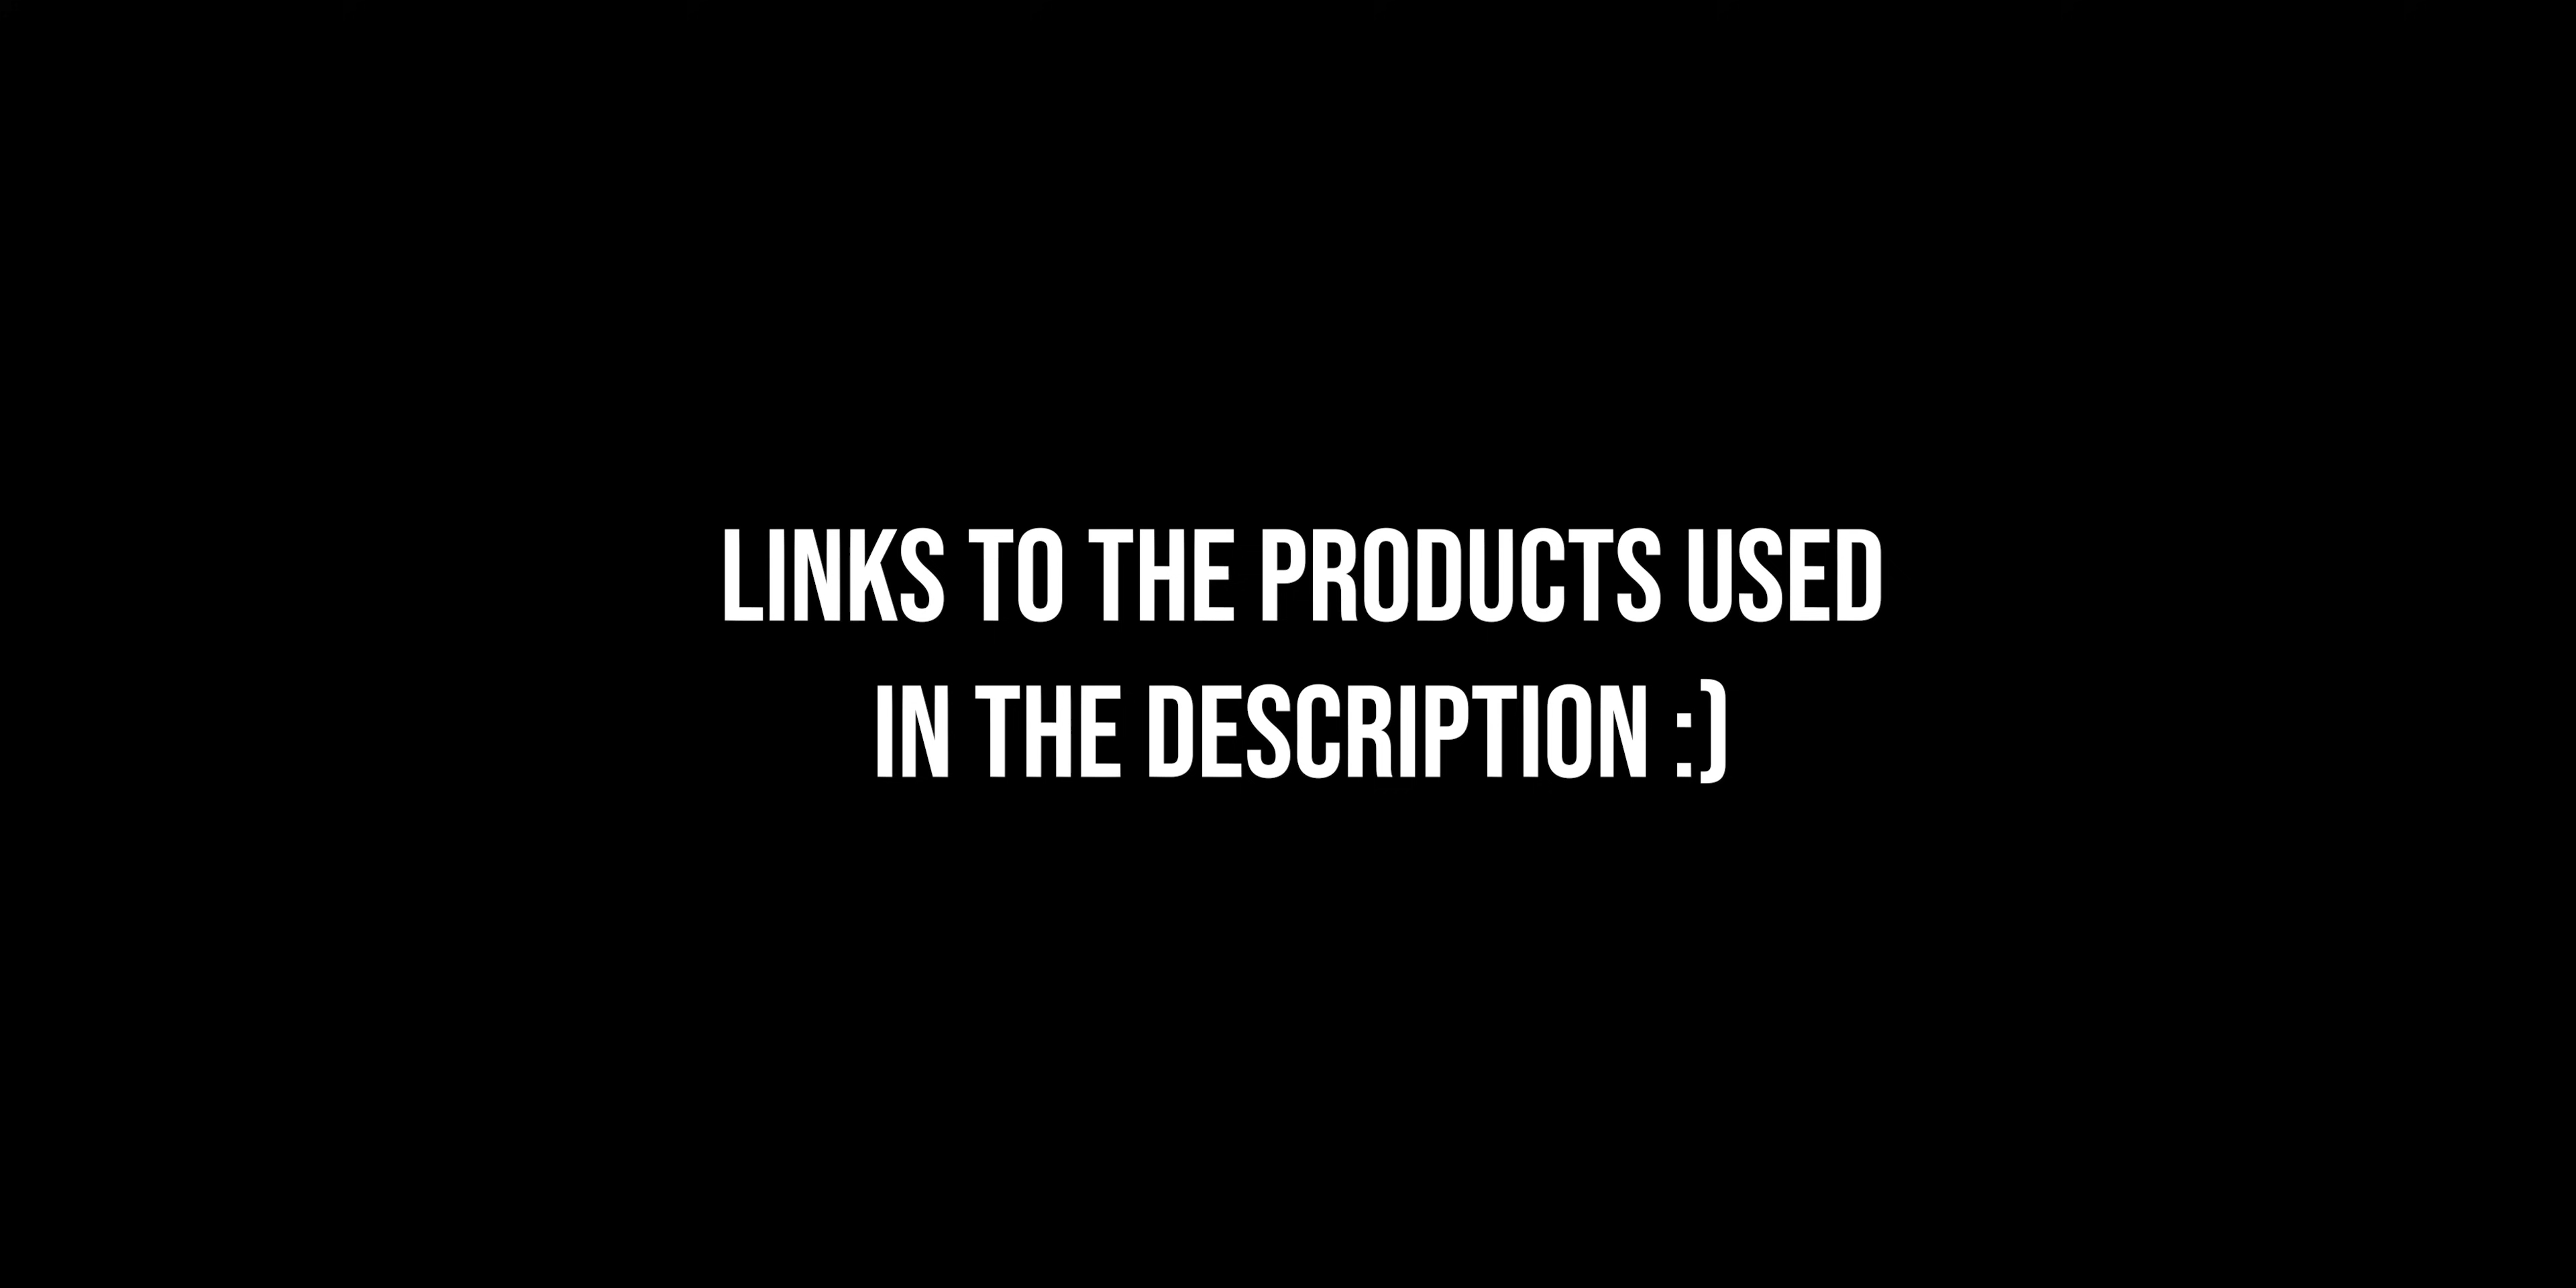 LINKS TO THE PRODUCTS USED
IN THE DESCRIPTION :)